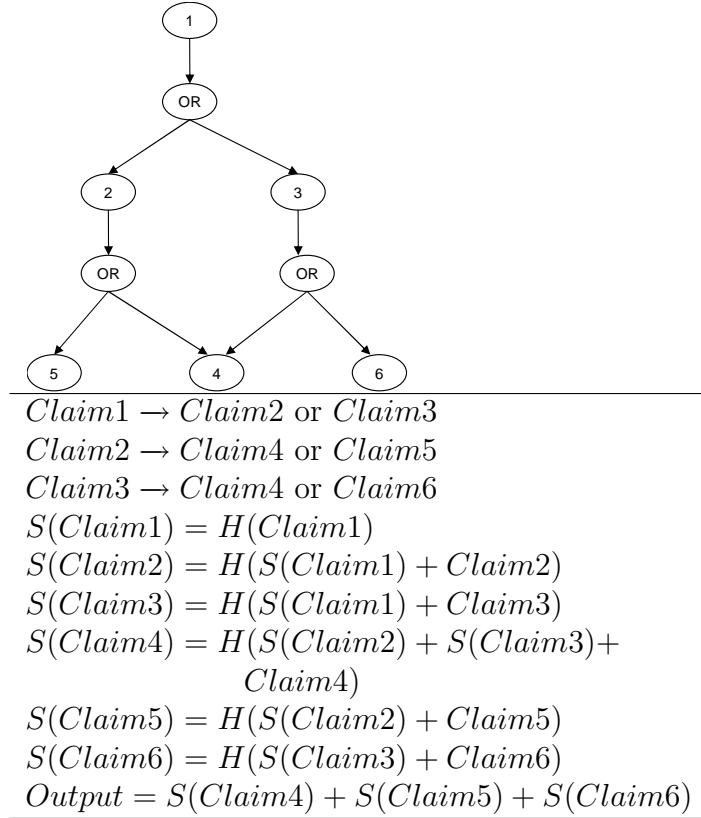 1
OR
2 3
OR OR
5 4 6
Claim1 → Claim2 or Claim3
Claim2 → Claim4 or Claim5
Claim3 → Claim4 or Claim6
S(Claim1) = H(Claim1)
S(Claim2) = H(S(Claim1) + Claim2)
S(Claim3) = H(S(Claim1) + Claim3)
S(Claim4) = H(S(Claim2) + S(Claim3)+
Claim4)
S(Claim5) = H(S(Claim2) + Claim5)
S(Claim6) = H(S(Claim3) + Claim6)
Output = S(Claim4) + S(Claim5) + S(Claim6)